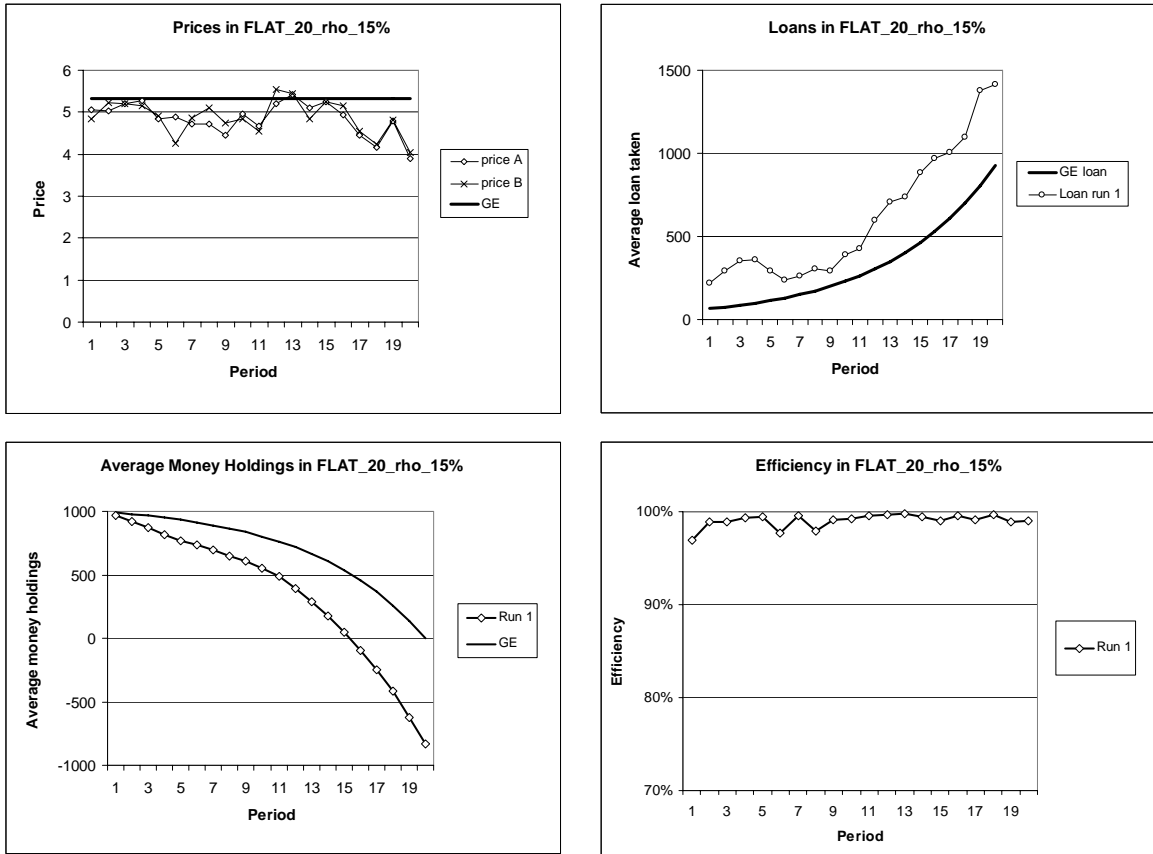 Prices in FLAT_20_rho_15%
6
5
4
3
2
1
0
Price
1 3 5 7 9 11 13 15 17 19
Period
price A
price B
GE
Loans in FLAT_20_rho_15%
1500
1000
500
0
Average loan taken
1 3 5 7 9 11 13 15 17 19
Period
GE loan
Loan run 1
Average Money Holdings in FLAT_20_rho_15%
1000
500
0
-500
-1000
Average money holdings
1 3 5 7 9 11 13 15 17 19
Period
Run 1
GE
Efficiency in FLAT_20_rho_15%
100%
90%
80%
70%
Efficiency
1 3 5 7 9 11 13 15 17 19
Period
Run 1